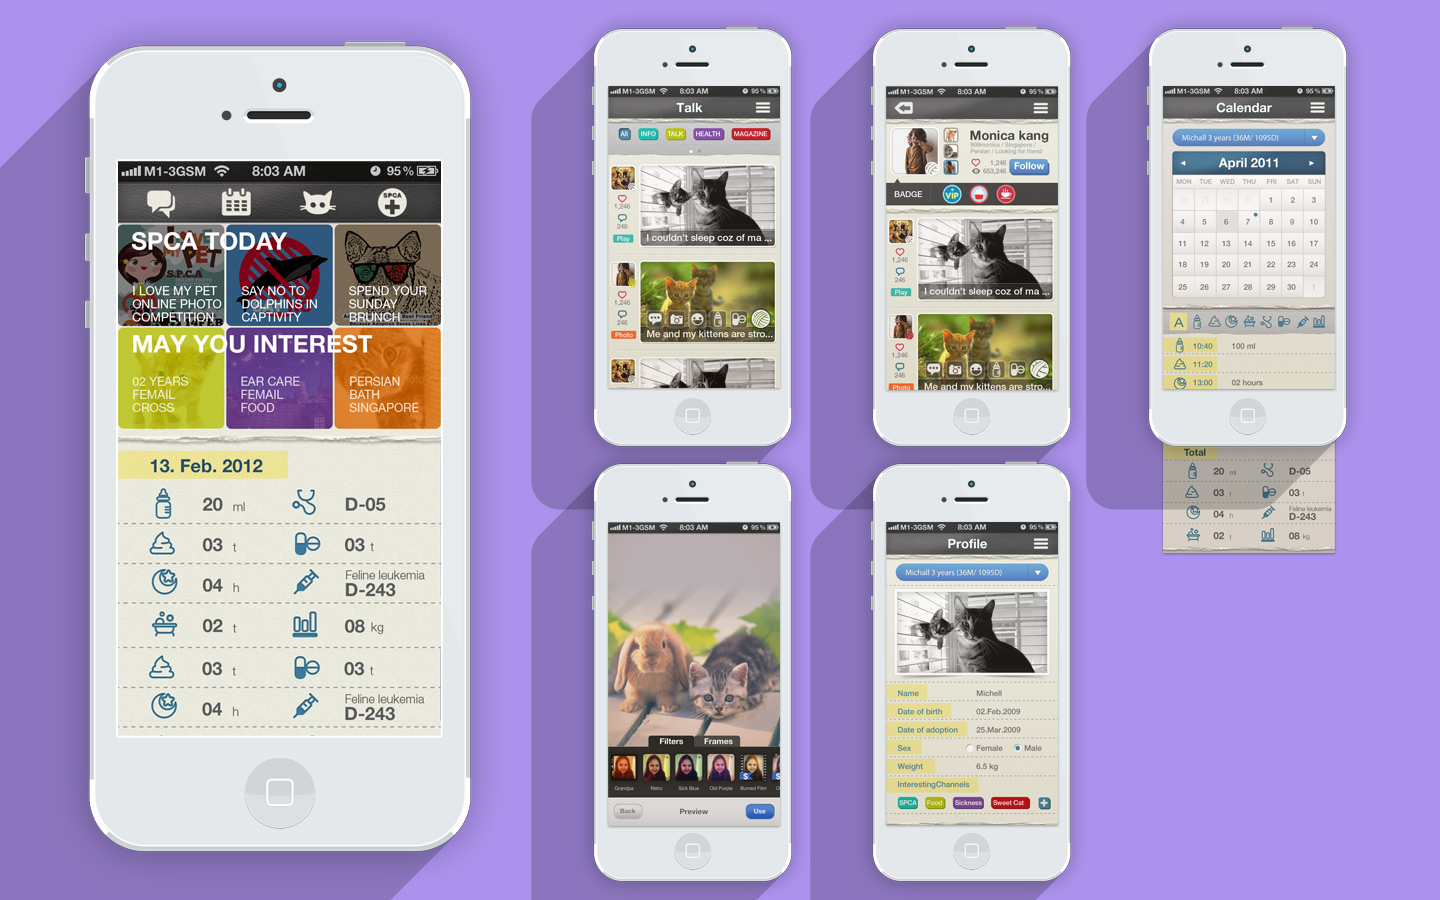 M1-3GSM 8:03 AM 95%
SPCA
SPCA TODAY
I LOVE MY PET
ONLINE PHOTO
COMPETITION
SAY NO TO
DOLPHINS IN
CAPTIVITY
SPEND YOUR
SUNDAY
BRUNCH
MAY YOU INTEREST
02 YEARS
FEMAIL
CROSS
EAR CARE
FEMAIL
FOOD
PERSIAN
BATH
SINGAPORE
13. Feb. 2012
20 ml D-05
03 t 03 t
04 h Feline leukemia
D-243
02 t 08 kg
03 t 03 t
04 h Feline leukemia
D-243
M1-3GSM 8:03 AM 95%
Talk
All INFO TALK HEALTH MAGAZINE
1,246
246
Play
I couldn't sleep coz of ma ...
1,246
246
Photo
Me and my kittens are stro...
M1-3GSM 8:03 AM 95%
Monica kang
999monica / Singapore /
Persian / Looking for friend
1,246
653,246
Follow
BADGE VIP
1,246
246
Play
I couldn't sleep coz of ma ...
1,246
246
Photo
Me and my kittens are stro...
M1-3GSM 8:03 AM 95%
Calendar
Michall 3 years (36M/ 1095D)
April 2011
MON TUE WED THU FRI SAT SUN
1 2 3
4 5 6 7 8 9 10
11 12 13 14 15 16 17
18 19 20 21 22 23 24
25 26 27 28 29 30 1
A
10:40 100 ml
11:20
13:00 02 hours
Total
20 ml D-05
03 t 03 t
04 h Feline leukemia
D-243
02 t 08 kg
M1-3GSM 8:03 AM 95%
Filters Frames
Grandpa Retro Sick Blue Old Purple Burned Film
Back Preview Use
M1-3GSM 8:03 AM 95%
Profile
Michall 3 years (36M/ 1095D)
Name Michell
Date of birth 02.Feb.2009
Date of adoption 25.Mar.2009
Sex Female Male
Weight 6.5 kg
InterestingChannels
SPCA Food Sickness Sweet Cat